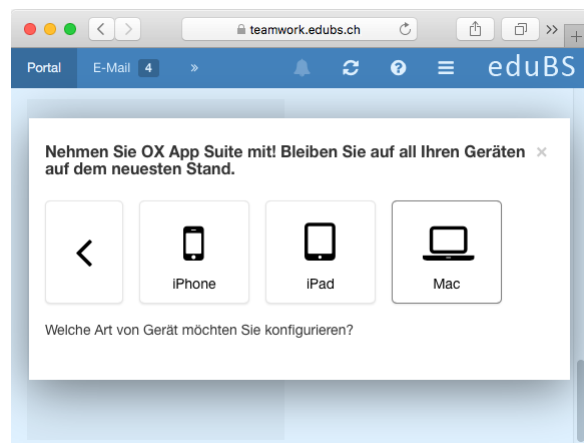 teamwork.edubs.ch
Portal E-Mail 4 » eduBS
Nehmen Sie OX App Suite mit! Bleiben Sie auf all Ihren Geräten
auf dem neuesten Stand.
iPhone iPad Mac
Welche Art von Gerät möchten Sie konfigurieren?